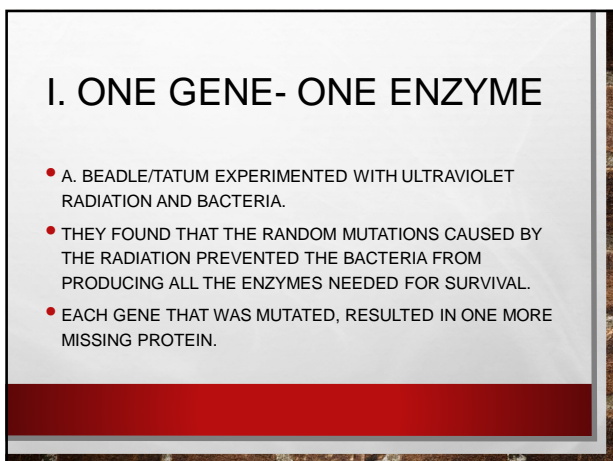 I. ONE GENE- ONE ENZYME
• A. BEADLE/TATUM EXPERIMENTED WITH ULTRAVIOLET
RADIATION AND BACTERIA.
• THEY FOUND THAT THE RANDOM MUTATIONS CAUSED BY
THE RADIATION PREVENTED THE BACTERIA FROM
PRODUCING ALL THE ENZYMES NEEDED FOR SURVIVAL.
• EACH GENE THAT WAS MUTATED, RESULTED IN ONE MORE
MISSING PROTEIN.